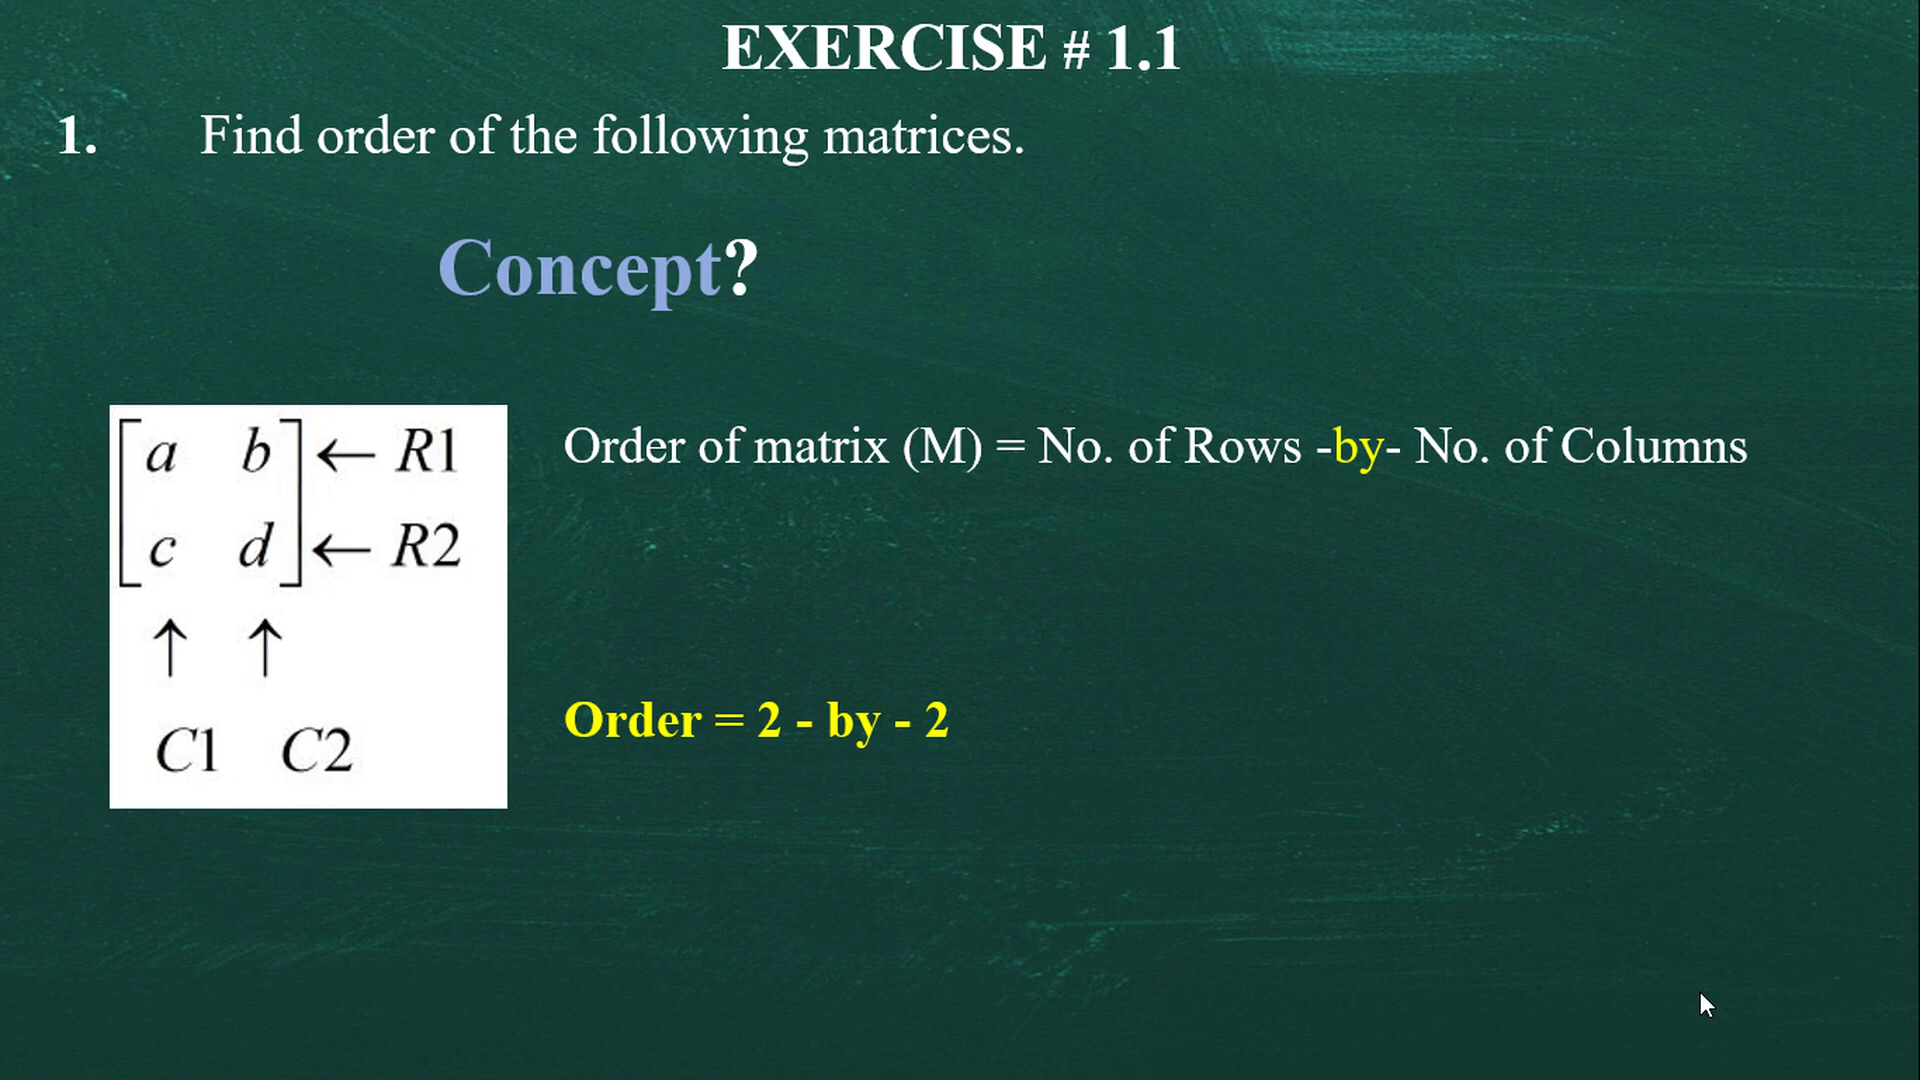 EXERCISE # 1.1
1. Find order of the following matrices.
Concept?
a b ← R1
c d ← R2
↑ ↑
C1 C2
Order of matrix (M) = No. of Rows -by- No. of Columns
Order = 2 - by - 2